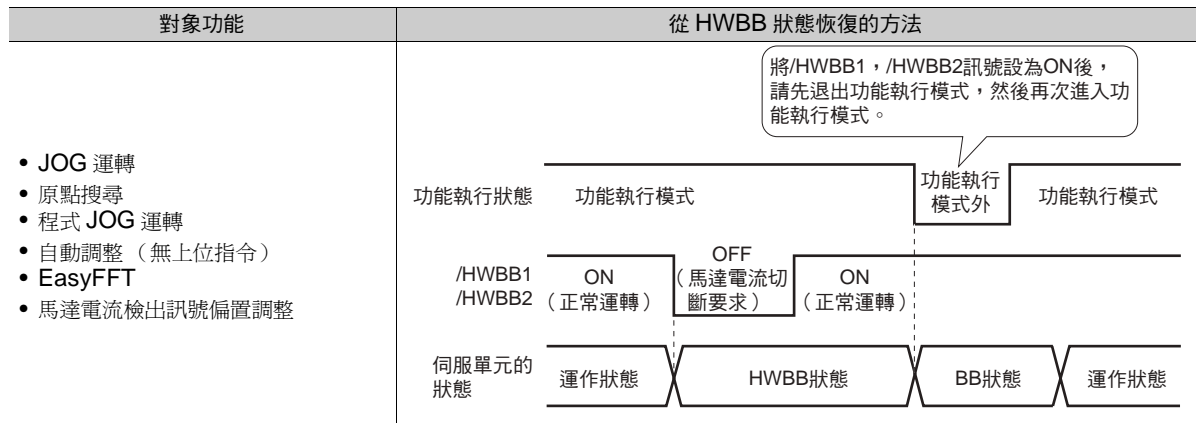 對象功能
從 HWBB 狀態恢復的方法
• JOG 運轉
• 原點搜尋
• 程式 JOG 運轉
• 自動調整（無上位指令）
• EasyFFT
• 馬達電流檢出訊號偏置調整
將/HWBB1，/HWBB2訊號設為ON後，
請先退出功能執行模式，然後再次進入功
能執行模式。
功能執行狀態
功能執行模式
功能執行
模式外
功能執行模式
/HWBB1
/HWBB2
ON
（正常運轉）
OFF
（馬達電流切
斷要求）
ON
（正常運轉）
伺服單元的
狀態
運作狀態
HWBB狀態
BB狀態
運作狀態